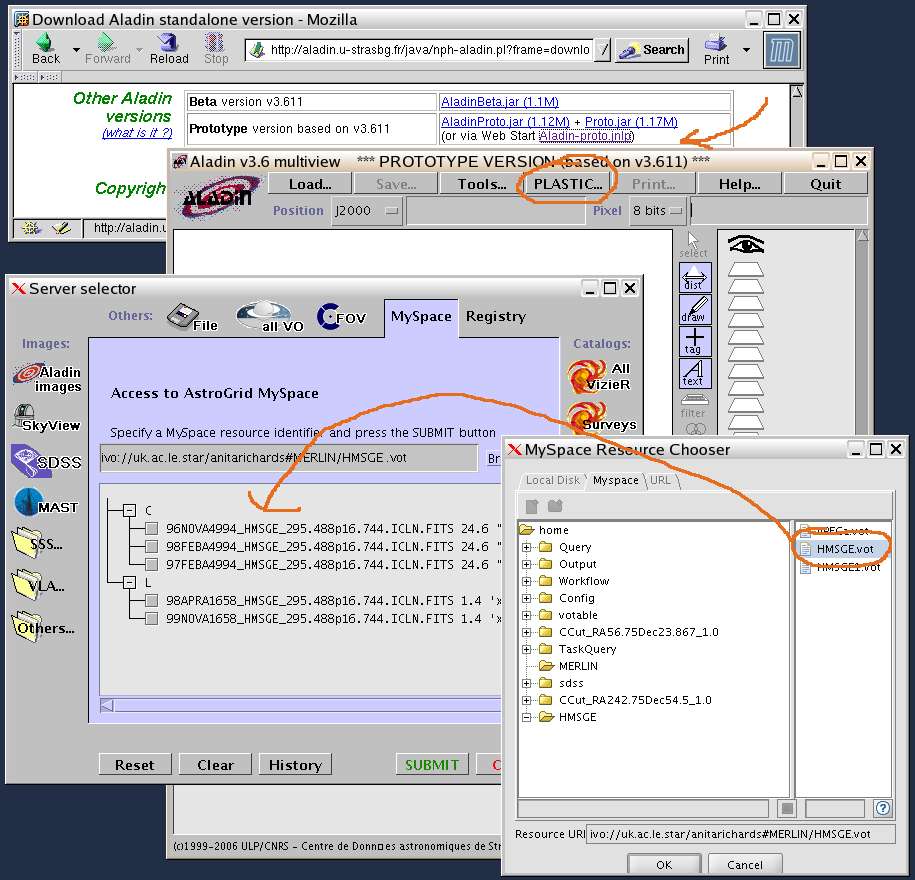 Download Aladin standalone version - Mozilla
Back Forward Reload Stop http://aladin.u-strasbg.fr/java/nph-aladin.pl?frame=downlo Search Print
Other Aladin versions
(what is it ?)
Beta version v3.611 AladinBeta.jar (1.1M)
Prototype version based on v3.611 AladinProto.jar (1.12M) + Proto.jar (1.17M)
(or via Web Start Aladin-proto.jnlp)
Copyrigh
http://aladin.u
Aladin v3.6 multiview *** PROTOTYPE VERSION (based on v3.611) ***
ALADIN
Load... Save... Tools... PLASTIC... Print... Help... Quit
Position J2000 Pixel 8 bits
select
dist
draw
tag
text
filter
Server selector
Others: File all VO FOV MySpace Registry
Images:
Aladin images
SkyView
SDSS
MAST
SSS...
VLA...
Others...
Catalogs:
All VizieR
Surveys
Access to AstroGrid MySpace
Specify a MySpace resource identifier and press the SUBMIT button
ivo://uk.ac.le.star/anitarichards#MERLIN/HMSGE.vot Br
C
96NOVA4994_HMSGE_295.488p16.744.ICLN.FITS 24.6 "
98FEBA4994_HMSGE_295.488p16.744.ICLN.FITS 24.6 "
97FEBA4994_HMSGE_295.488p16.744.ICLN.FITS 24.6 "
L
98APRA1658_HMSGE_295.488p16.744.ICLN.FITS 1.4 'x
99NOVA1658_HMSGE_295.488p16.744.ICLN.FITS 1.4 'x
Reset Clear History SUBMIT C
(c)1999-2006 ULP/CNRS - Centre de Donn□es astronomiques de Str
MySpace Resource Chooser
Local Disk Myspace URL
home
Query
Output
Workflow
Config
votable
CCut_RA56.75Dec23.867_1.0
TaskQuery
MERLIN
sdss
CCut_RA242.75Dec54.5_1.0
HMSGE
HMSGE.vot
HMSGE1.vot
Resource URI ivo://uk.ac.le.star/anitarichards#MERLIN/HMSGE.vot
OK Cancel